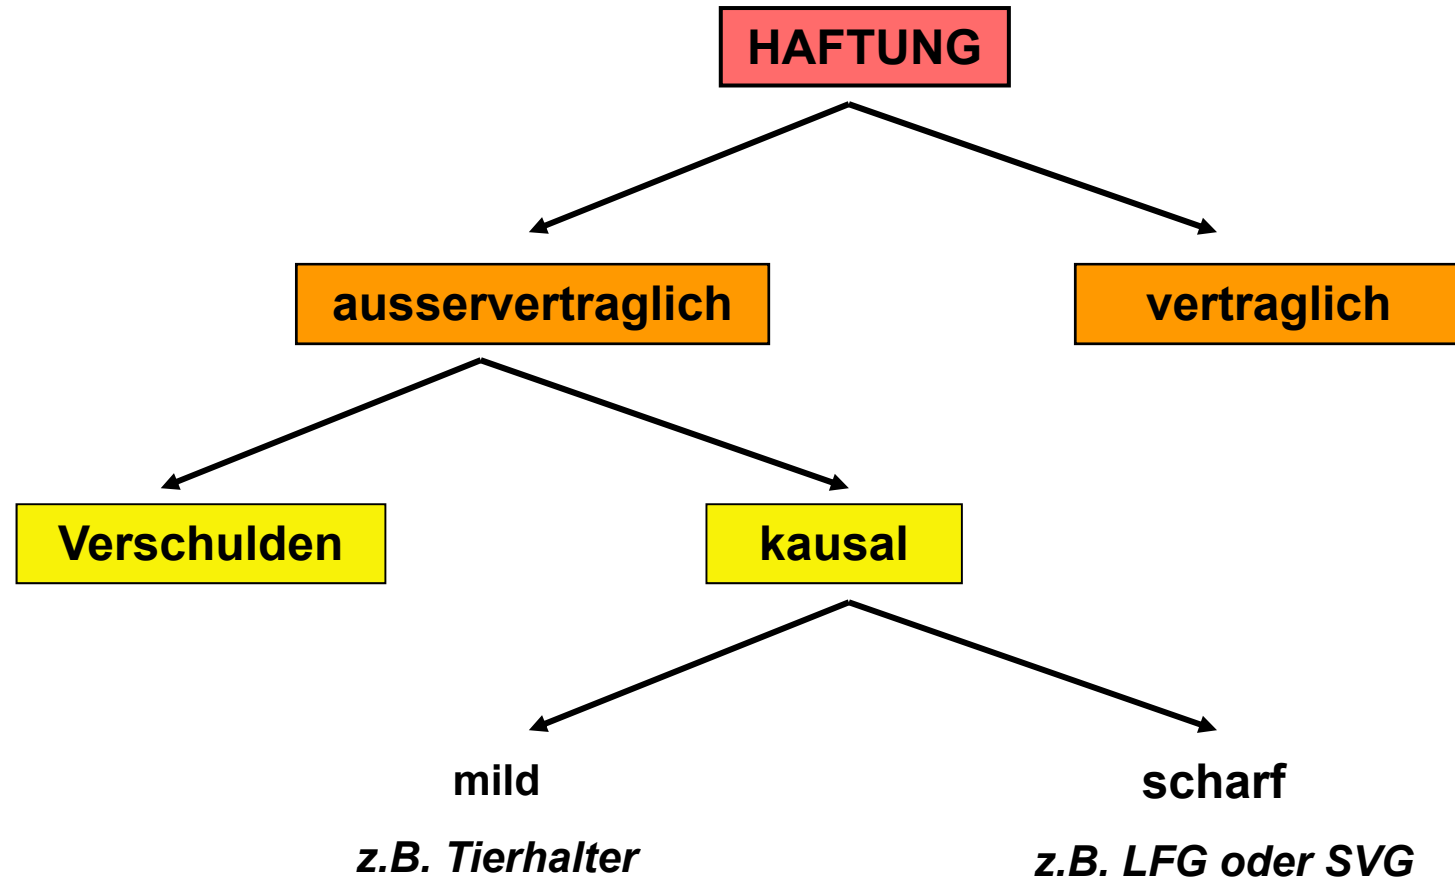 HAFTUNG
ausservertraglich
vertraglich
Verschulden
kausal
mild
scharf
z.B. Tierhalter
z.B. LFG oder SVG